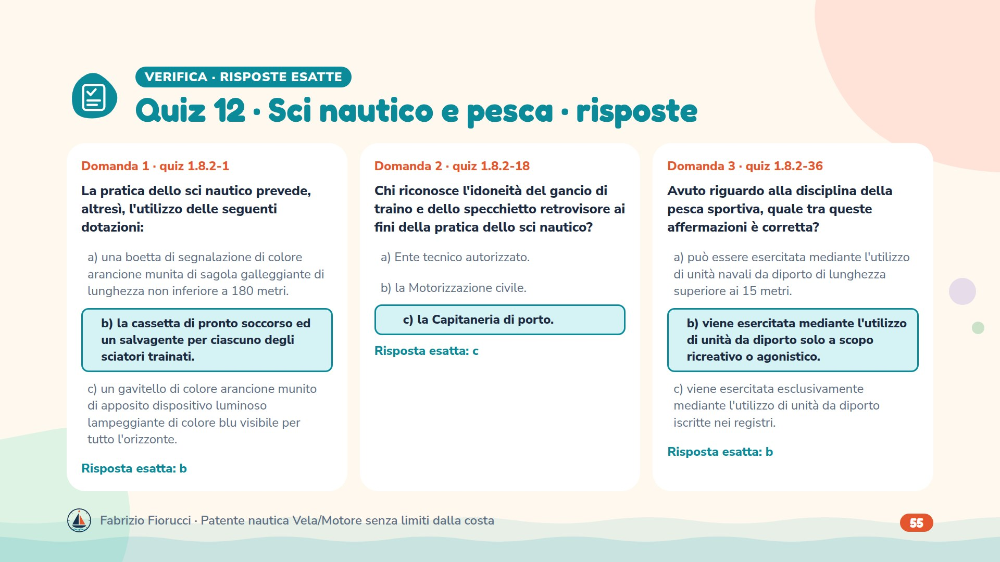 VERIFICA · RISPOSTE ESATTE
Quiz 12 · Sci nautico e pesca · risposte
Domanda 1 · quiz 1.8.2-1
La pratica dello sci nautico prevede,
altresì, l'utilizzo delle seguenti
dotazioni:
a) una boetta di segnalazione di colore
arancione munita di sagola galleggiante di
lunghezza non inferiore a 180 metri.
b) la cassetta di pronto soccorso ed
un salvagente per ciascuno degli
sciatori trainati.
c) un gavitello di colore arancione munito
di apposito dispositivo luminoso
lampeggiante di colore blu visibile per
tutto l'orizzonte.
Risposta esatta: b
Domanda 2 · quiz 1.8.2-18
Chi riconosce l'idoneità del gancio di
traino e dello specchietto retrovisore ai
fini della pratica dello sci nautico?
a) Ente tecnico autorizzato.
b) la Motorizzazione civile.
c) la Capitaneria di porto.
Risposta esatta: c
Domanda 3 · quiz 1.8.2-36
Avuto riguardo alla disciplina della
pesca sportiva, quale tra queste
affermazioni è corretta?
a) può essere esercitata mediante l'utilizzo
di unità navali da diporto di lunghezza
superiore ai 15 metri.
b) viene esercitata mediante l'utilizzo
di unità da diporto solo a scopo
ricreativo o agonistico.
c) viene esercitata esclusivamente
mediante l'utilizzo di unità da diporto
iscritte nei registri.
Risposta esatta: b
Fabrizio Fiorucci · Patente nautica Vela/Motore senza limiti dalla costa
55